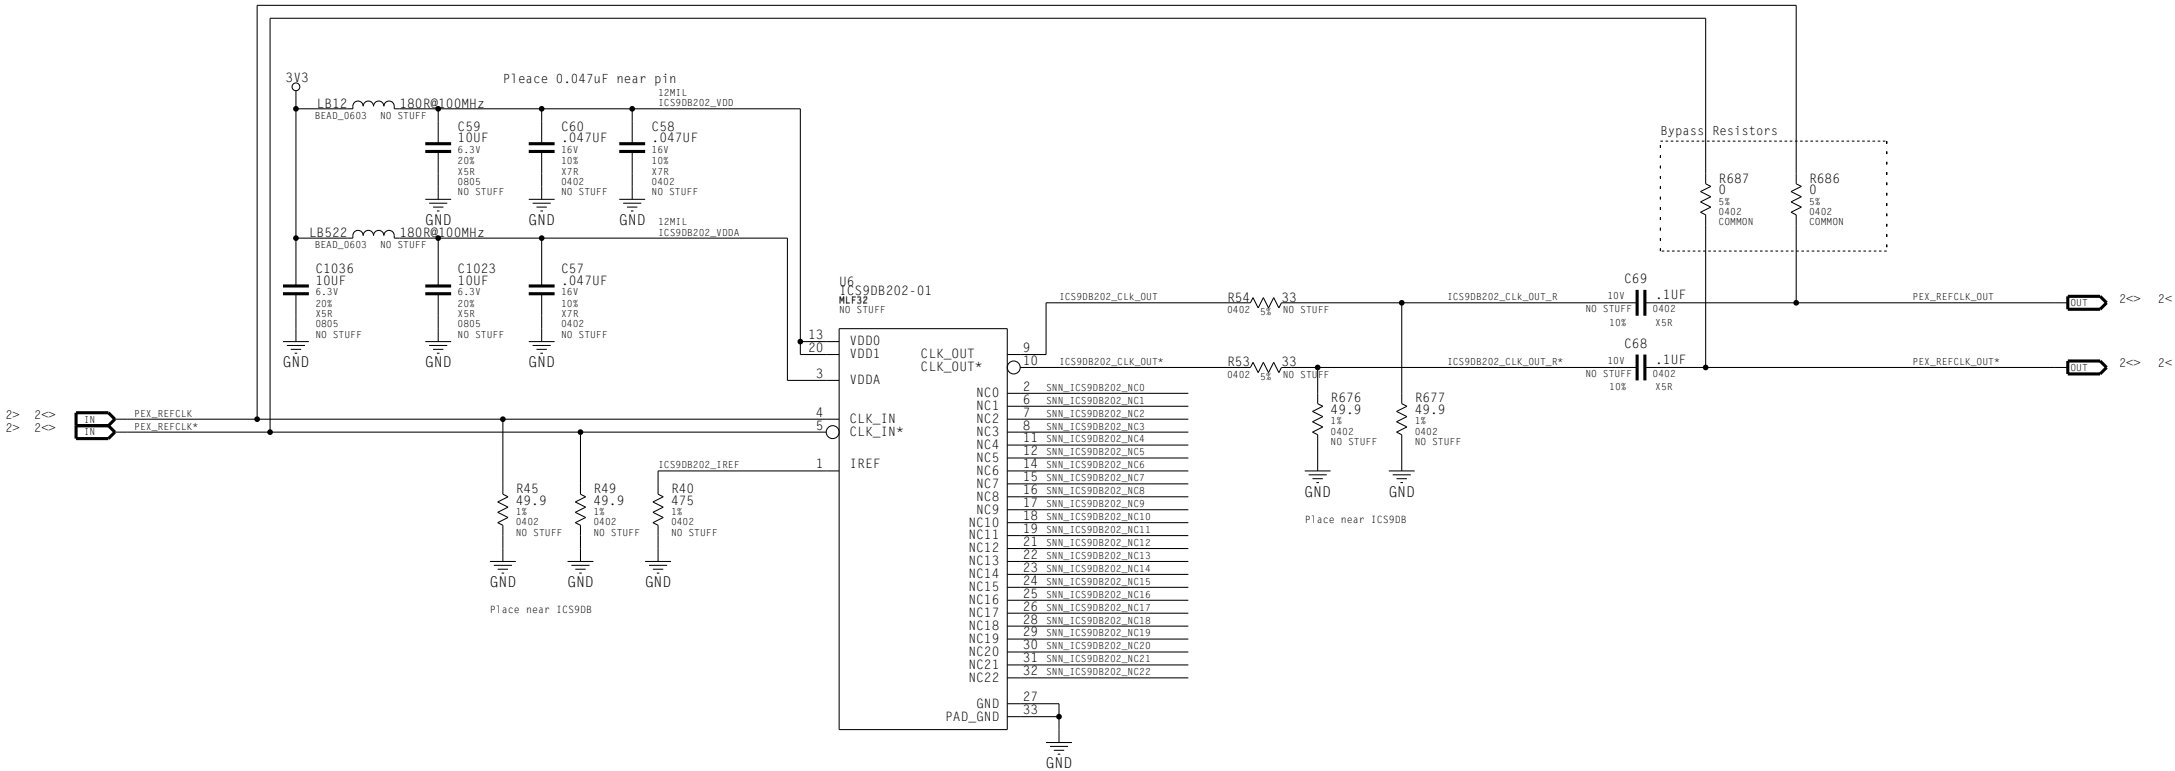 3V3
Pleace 0.047uF near pin
LB12 180R@100MHz
BEAD_0603 NO STUFF
12MIL
ICS9DB202_VDD
C59
10UF
6.3V
20%
X5R
0805
NO STUFF
GND
C60
.047UF
16V
10%
X7R
0402
NO STUFF
GND
C58
.047UF
16V
10%
X7R
0402
NO STUFF
GND
LB522 180R@100MHz
BEAD_0603 NO STUFF
12MIL
ICS9DB202_VDDA
C1036
10UF
6.3V
20%
X5R
0805
NO STUFF
GND
C1023
10UF
6.3V
20%
X5R
0805
NO STUFF
GND
C57
.047UF
16V
10%
X7R
0402
NO STUFF
GND
Bypass Resistors
R687
0
5%
0402
COMMON
R686
0
5%
0402
COMMON
U6
ICS9DB202-01
MLF32
NO STUFF
13 VDD0
20 VDD1
3 VDDA
4 CLK_IN
5 CLK_IN*
1 IREF
2> 2<> IN PEX_REFCLK
2> 2<> IN PEX_REFCLK*
ICS9DB202_IREF
R45
49.9
1%
0402
NO STUFF
GND
R49
49.9
1%
0402
NO STUFF
GND
R40
475
1%
0402
NO STUFF
GND
Place near ICS9DB
CLK_OUT 9 ICS9DB202_CLk_OUT
CLK_OUT* 10 ICS9DB202_CLK_OUT*
NC0 2 SNN_ICS9DB202_NC0
NC1 6 SNN_ICS9DB202_NC1
NC2 7 SNN_ICS9DB202_NC2
NC3 8 SNN_ICS9DB202_NC3
NC4 11 SNN_ICS9DB202_NC4
NC5 12 SNN_ICS9DB202_NC5
NC6 14 SNN_ICS9DB202_NC6
NC7 15 SNN_ICS9DB202_NC7
NC8 16 SNN_ICS9DB202_NC8
NC9 17 SNN_ICS9DB202_NC9
NC10 18 SNN_ICS9DB202_NC10
NC11 19 SNN_ICS9DB202_NC11
NC12 21 SNN_ICS9DB202_NC12
NC13 22 SNN_ICS9DB202_NC13
NC14 23 SNN_ICS9DB202_NC14
NC15 24 SNN_ICS9DB202_NC15
NC16 25 SNN_ICS9DB202_NC16
NC17 26 SNN_ICS9DB202_NC17
NC18 28 SNN_ICS9DB202_NC18
NC19 29 SNN_ICS9DB202_NC19
NC20 30 SNN_ICS9DB202_NC20
NC21 31 SNN_ICS9DB202_NC21
NC22 32 SNN_ICS9DB202_NC22
GND 27
PAD_GND 33
GND
R54 33
0402 5% NO STUFF
ICS9DB202_CLk_OUT_R
R53 33
0402 5% NO STUFF
ICS9DB202_CLK_OUT_R*
R676
49.9
1%
0402
NO STUFF
GND
R677
49.9
1%
0402
NO STUFF
GND
Place near ICS9DB
C69
10V .1UF
NO STUFF 0402
10% X5R
PEX_REFCLK_OUT OUT 2<> 2<
C68
10V .1UF
NO STUFF 0402
10% X5R
PEX_REFCLK_OUT* OUT 2<> 2<